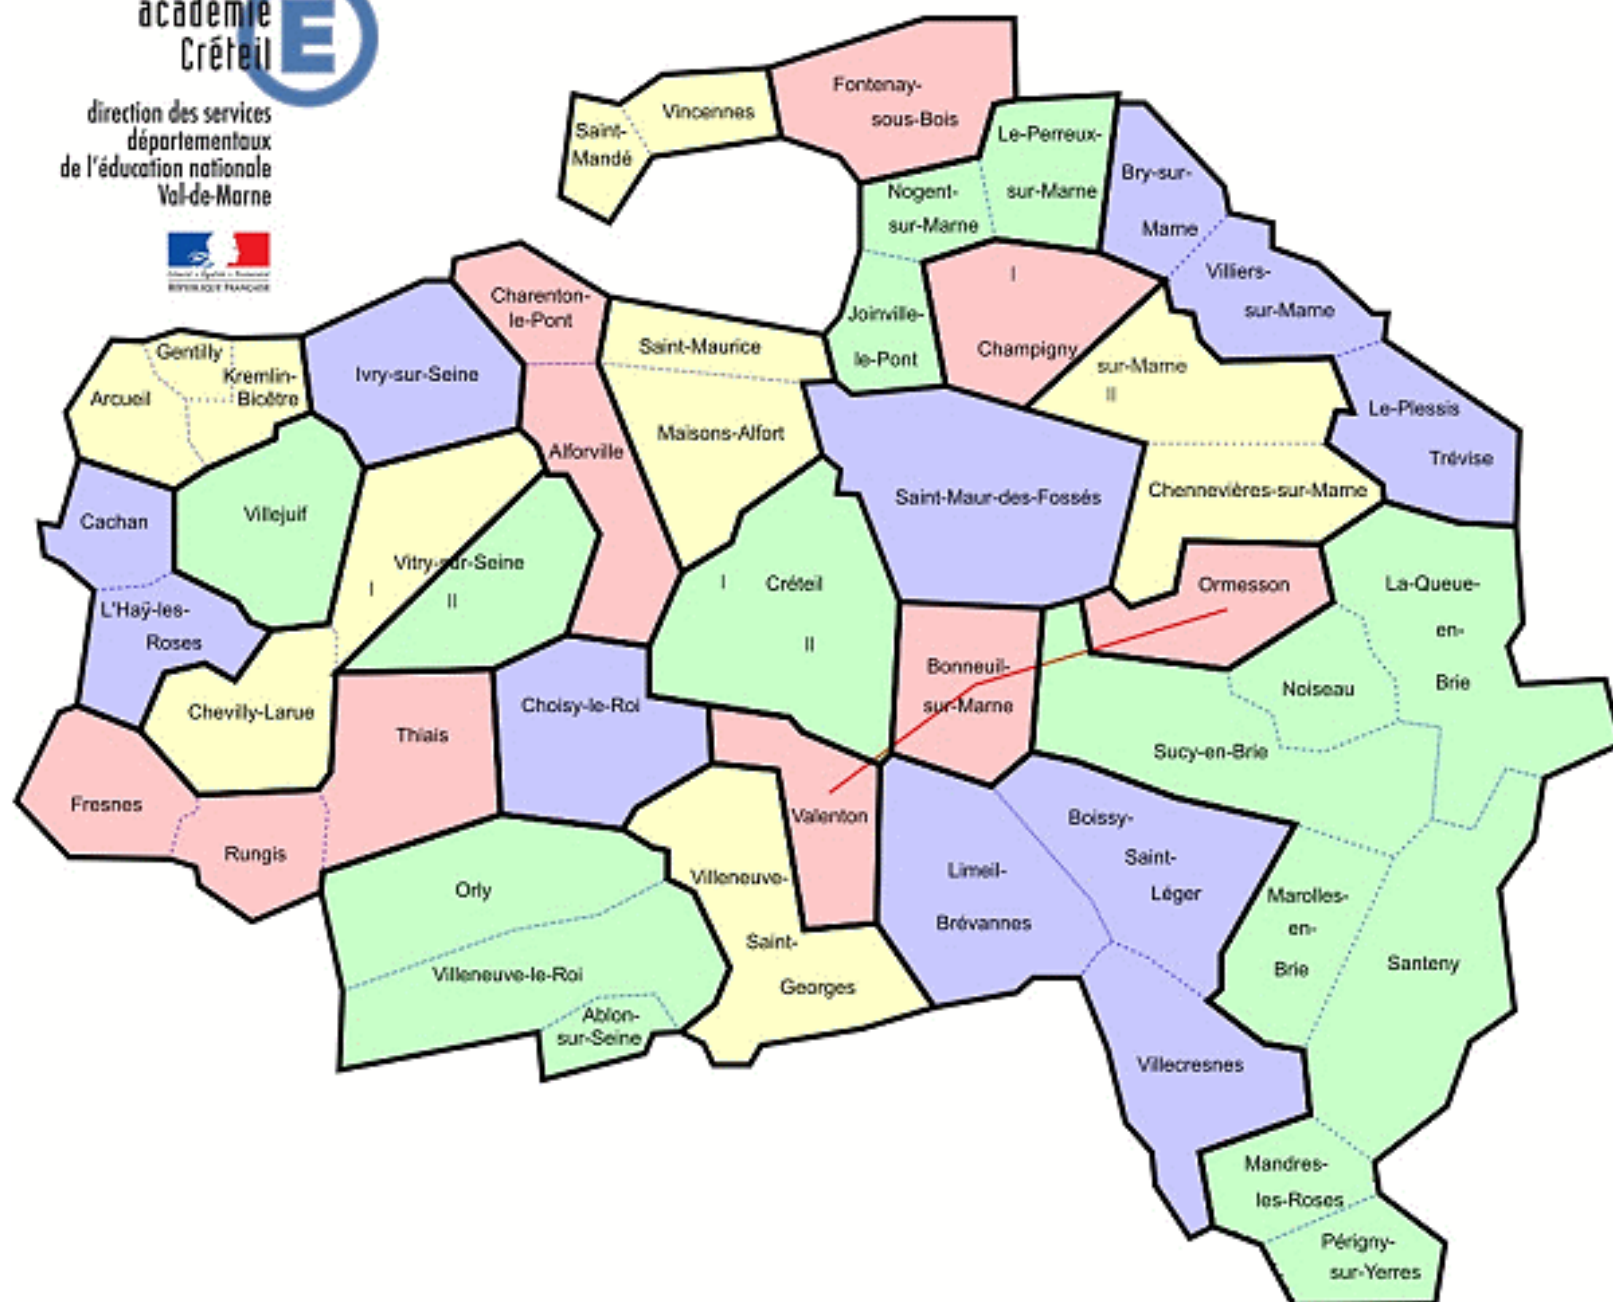 académie
Créteil
E
direction des services
départementaux
de l'éducation nationale
Val-de-Marne
Liberté • Égalité • Fraternité
RÉPUBLIQUE FRANÇAISE
Fontenay-
sous-Bois
Vincennes
Saint-
Mandé
Le-Perreux-
sur-Marne
Nogent-
sur-Marne
Bry-sur-
Marne
Villiers-
sur-Marne
Joinville-
le-Pont
I
Champigny
sur-Marne
II
Le-Plessis
Trévise
Charenton-
le-Pont
Saint-Maurice
Gentilly
Kremlin-
Bicêtre
Arcueil
Ivry-sur-Seine
Alforville
Maisons-Alfort
Saint-Maur-des-Fossés
Chennevières-sur-Marne
Cachan
Villejuif
Vitry-sur-Seine
I
II
I
Créteil
II
Ormesson
La-Queue-
en-
Brie
L'Haÿ-les-
Roses
Chevilly-Larue
Thiais
Choisy-le-Roi
Bonneuil-
sur-Marne
Noiseau
Sucy-en-Brie
Fresnes
Rungis
Valenton
Boissy-
Saint-
Léger
Limeil-
Brévannes
Orly
Villeneuve-
Saint-
Georges
Villeneuve-le-Roi
Ablon-
sur-Seine
Marolles-
en-
Brie
Santeny
Villecresnes
Mandres-
les-Roses
Périgny-
sur-Yerres